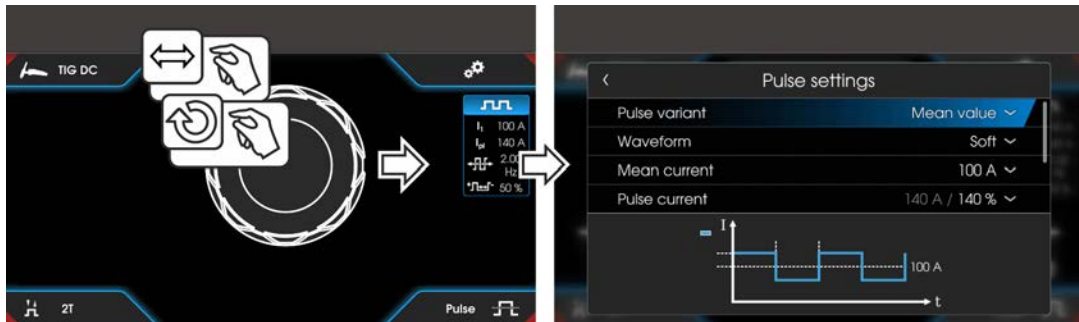 TIG DC
I₁ 100 A
Iₚₗ 140 A
2.00
Hz
50 %
2T
Pulse
Pulse settings
Pulse variant Mean value
Waveform Soft
Mean current 100 A
Pulse current 140 A / 140 %
I
100 A
t